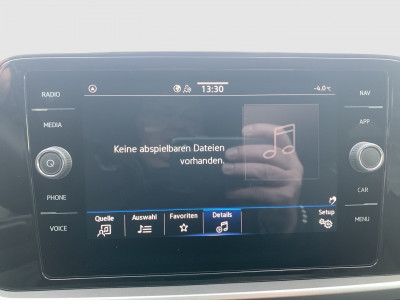 RADIO
13:30
-4.0°C
NAV
MEDIA
APP
Keine abspielbaren Dateien
vorhanden.
PHONE
CAR
VOICE
MENU
Quelle
Auswahl
Favoriten
Details
Setup